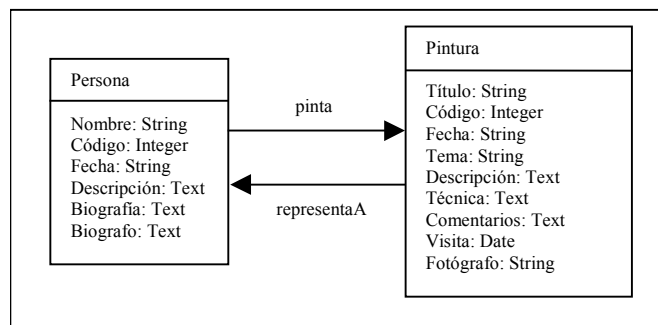 Persona
Nombre: String
Código: Integer
Fecha: String
Descripción: Text
Biografía: Text
Biografo: Text
pinta
representaA
Pintura
Título: String
Código: Integer
Fecha: String
Tema: String
Descripción: Text
Técnica: Text
Comentarios: Text
Visita: Date
Fotógrafo: String